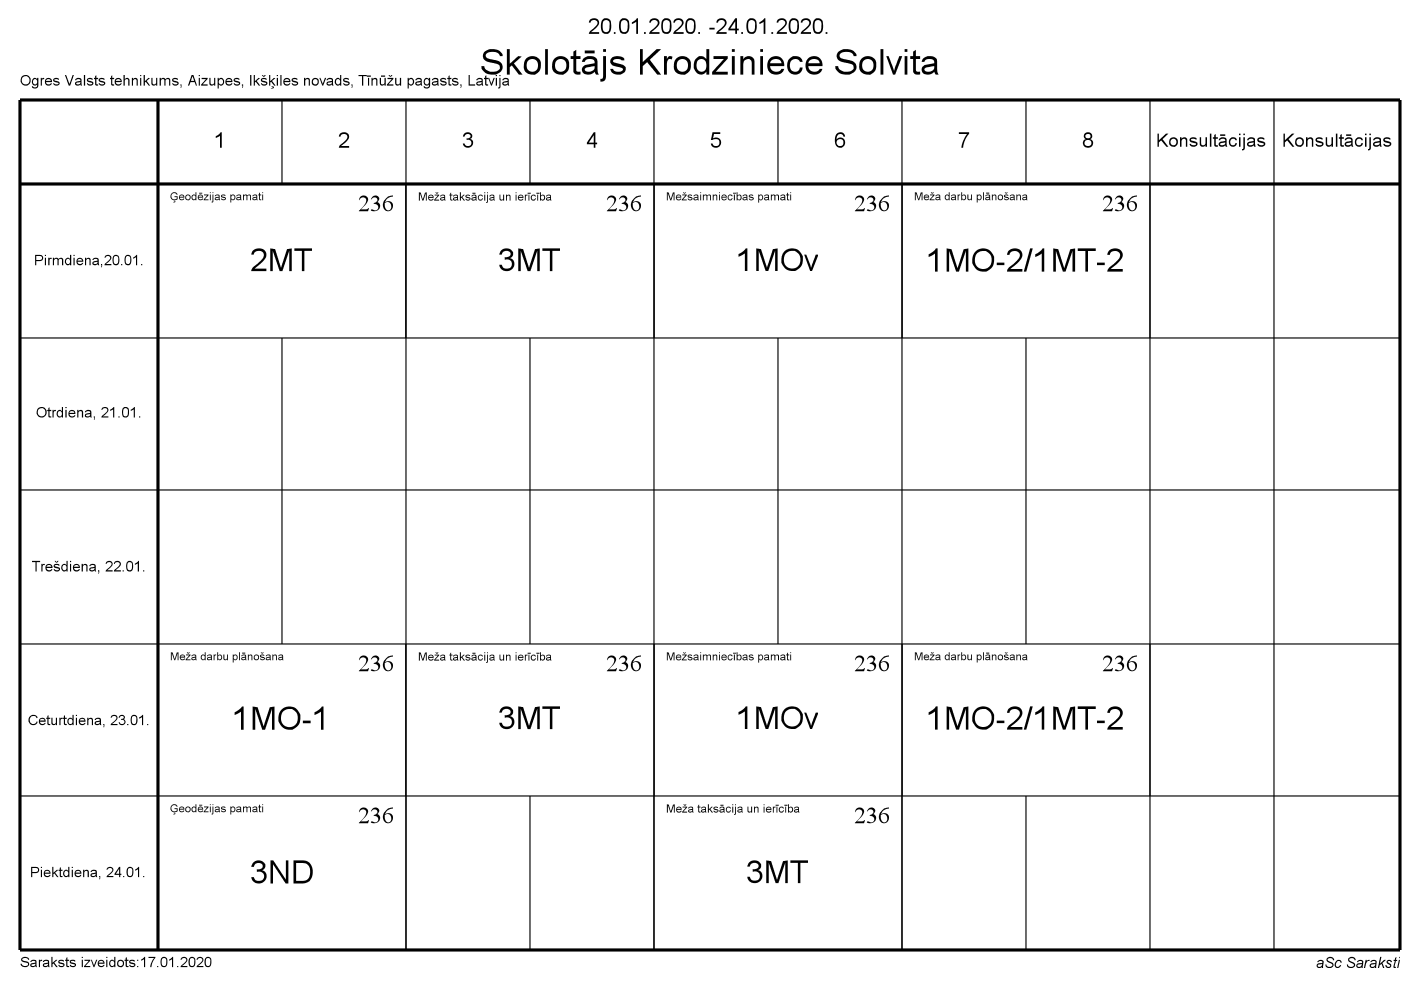 20.01.2020. -24.01.2020.
Skolotājs Krodziniece Solvita
Ogres Valsts tehnikums, Aizupes, Ikšķiles novads, Tīnūžu pagasts, Latvija
1 2 3 4 5 6 7 8 Konsultācijas Konsultācijas
Ģeodēzijas pamati 236 Meža taksācija un ierīcība 236 Mežsaimniecības pamati 236 Meža darbu plānošana 236
Pirmdiena,20.01. 2MT 3MT 1MOv 1MO-2/1MT-2
Otrdiena, 21.01.
Trešdiena, 22.01.
Meža darbu plānošana 236 Meža taksācija un ierīcība 236 Mežsaimniecības pamati 236 Meža darbu plānošana 236
Ceturtdiena, 23.01. 1MO-1 3MT 1MOv 1MO-2/1MT-2
Ģeodēzijas pamati 236 Meža taksācija un ierīcība 236
Piektdiena, 24.01. 3ND 3MT
Saraksts izveidots:17.01.2020 aSc Saraksti